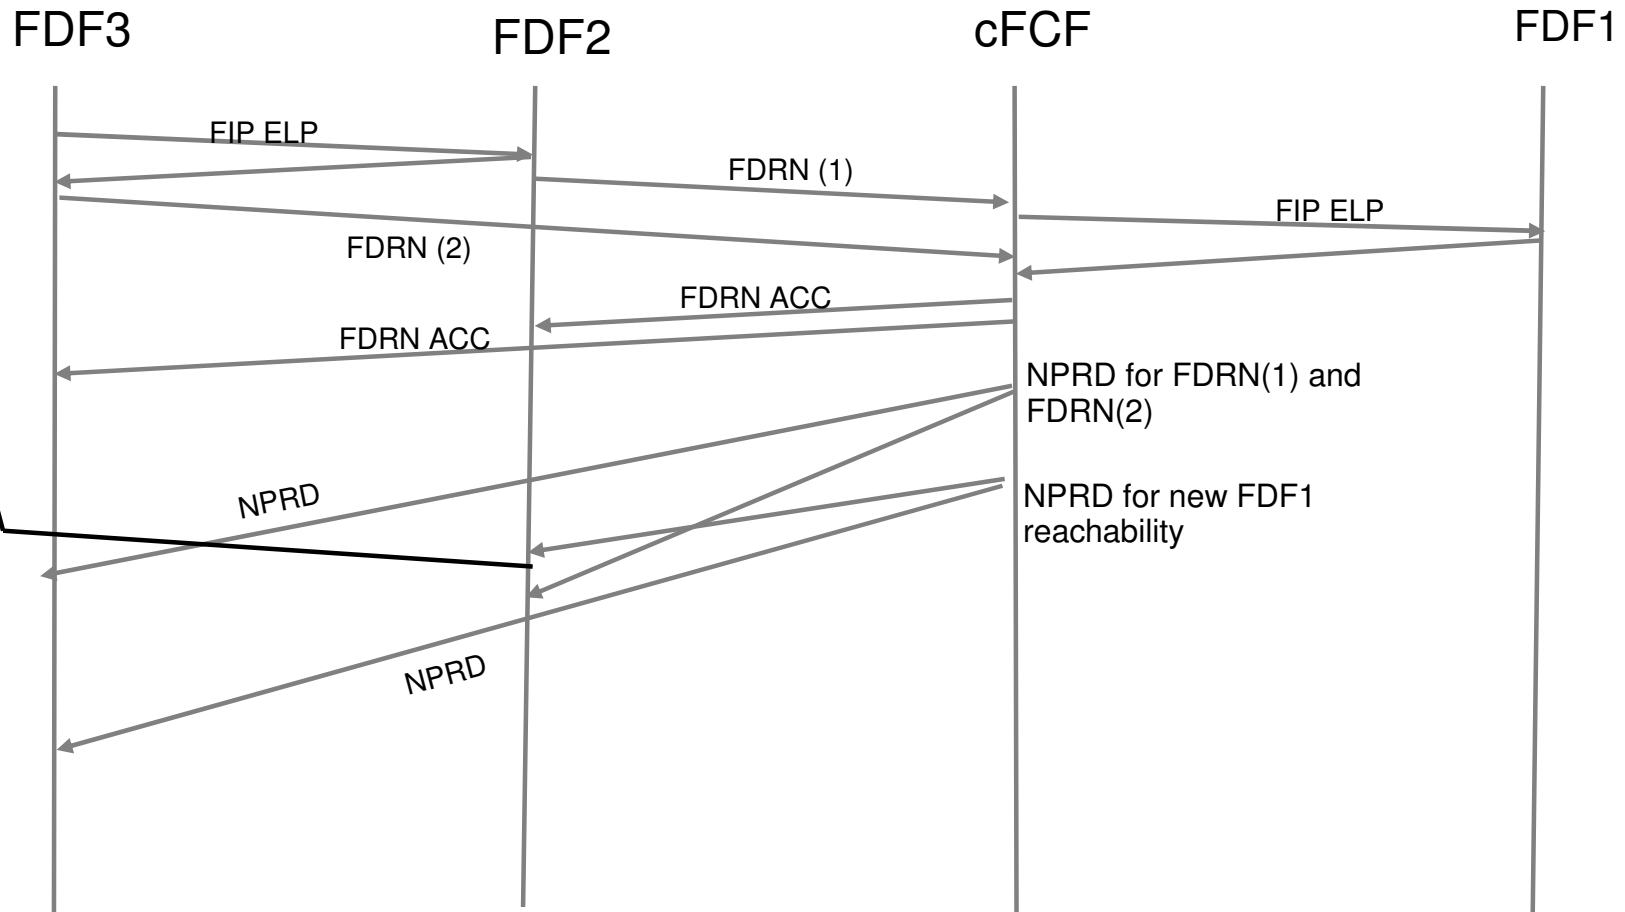 FDF3
FDF2
cFCF
FDF1
FIP ELP
FDRN (1)
FIP ELP
FDRN (2)
FDRN ACC
FDRN ACC
NPRD for FDRN(1) and
FDRN(2)
NPRD
NPRD for new FDF1
reachability
NPRD